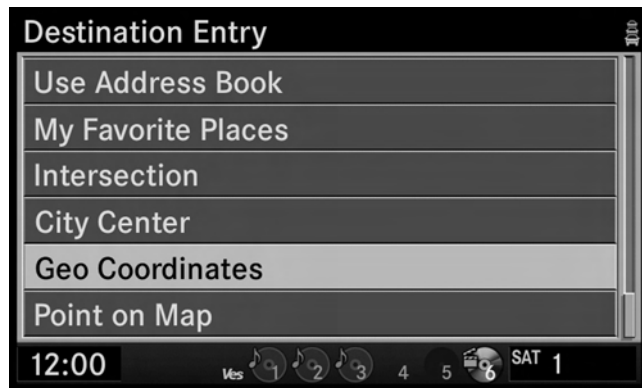 Destination Entry
Use Address Book
My Favorite Places
Intersection
City Center
Geo Coordinates
Point on Map
12:00 Ves 1 2 3 4 5 6 SAT 1